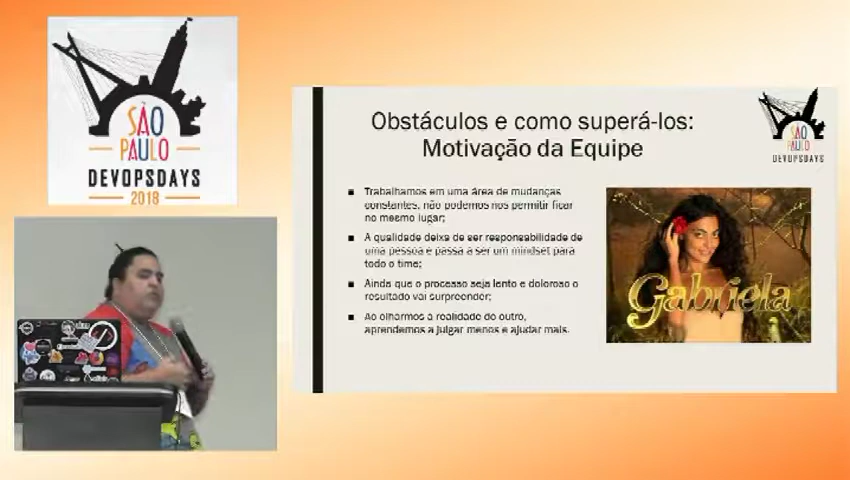 SÃO
PAULO
DEVOPSDAYS
2018
Obstáculos e como superá-los:
Motivação da Equipe
SÃO
PAULO
DEVOPSDAYS
Trabalhamos em uma área de mudanças
constantes, não podemos nos permitir ficar
no mesmo lugar;
A qualidade deixa de ser responsabilidade de
uma pessoa e passa a ser um mindset para
todo o time;
Ainda que o processo seja lento e doloroso o
resultado vai surpreender;
Ao olharmos a realidade do outro,
aprendemos a julgar menos e ajudar mais.
Gabriela